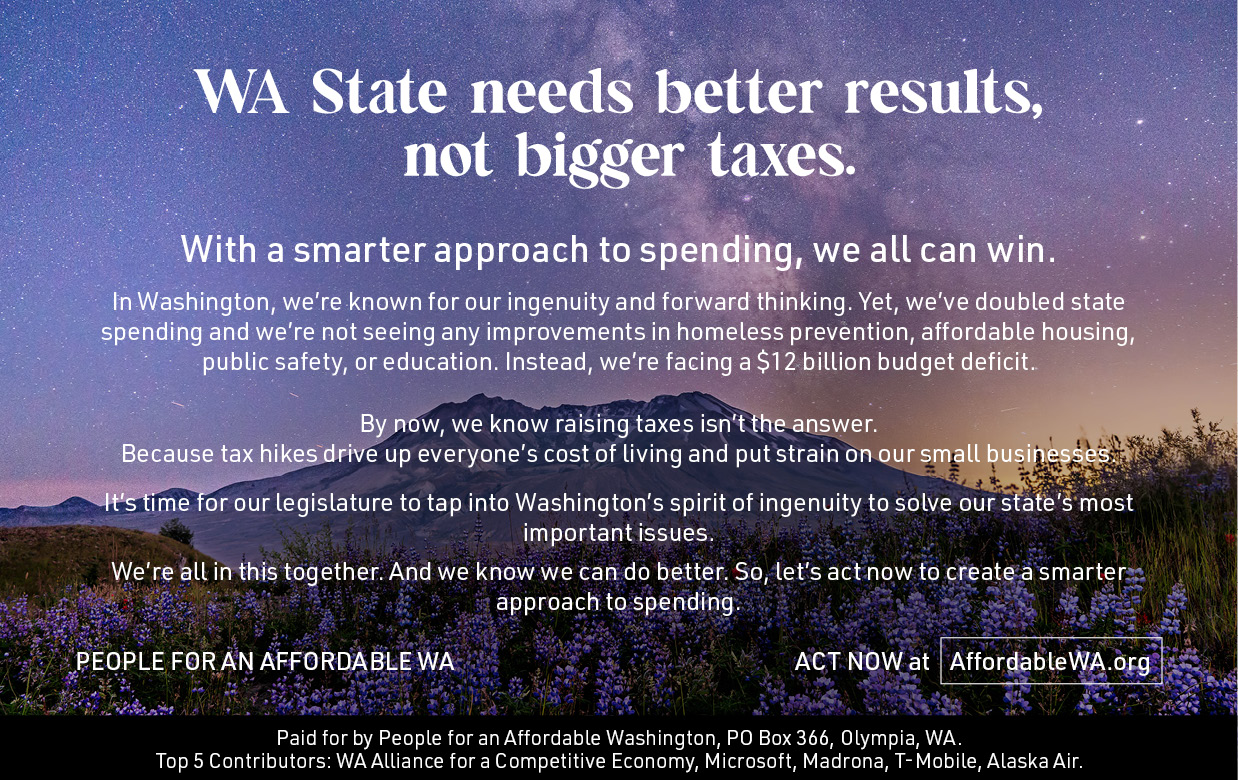 WA State needs better results,
not bigger taxes.
With a smarter approach to spending, we all can win.
In Washington, we're known for our ingenuity and forward thinking. Yet, we've doubled state
spending and we're not seeing any improvements in homeless prevention, affordable housing,
public safety, or education. Instead, we're facing a $12 billion budget deficit.
By now, we know raising taxes isn't the answer.
Because tax hikes drive up everyone's cost of living and put strain on our small businesses.
It's time for our legislature to tap into Washington's spirit of ingenuity to solve our state's most
important issues.
We're all in this together. And we know we can do better. So, let's act now to create a smarter
approach to spending.
PEOPLE FOR AN AFFORDABLE WA
ACT NOW at AffordableWA.org
Paid for by People for an Affordable Washington, PO Box 366, Olympia, WA.
Top 5 Contributors: WA Alliance for a Competitive Economy, Microsoft, Madrona, T-Mobile, Alaska Air.